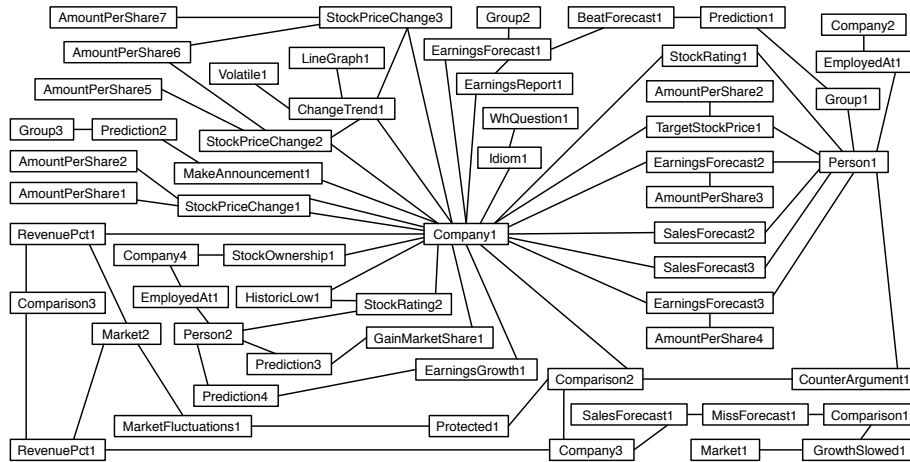 AmountPerShare7
StockPriceChange3
Group2
BeatForecast1
Prediction1
Company2
AmountPerShare6
LineGraph1
EarningsForecast1
StockRating1
EmployedAt1
Volatile1
AmountPerShare5
EarningsReport1
AmountPerShare2
Group1
ChangeTrend1
WhQuestion1
Group3
Prediction2
StockPriceChange2
TargetStockPrice1
AmountPerShare2
Idiom1
EarningsForecast2
Person1
MakeAnnouncement1
AmountPerShare1
StockPriceChange1
AmountPerShare3
RevenuePct1
Company1
SalesForecast2
Company4
StockOwnership1
SalesForecast3
Comparison3
EmployedAt1
HistoricLow1
StockRating2
EarningsForecast3
Market2
Person2
GainMarketShare1
AmountPerShare4
Prediction3
EarningsGrowth1
Comparison2
CounterArgument1
Prediction4
SalesForecast1
MissForecast1
Comparison1
MarketFluctuations1
Protected1
RevenuePct1
Company3
Market1
GrowthSlowed1